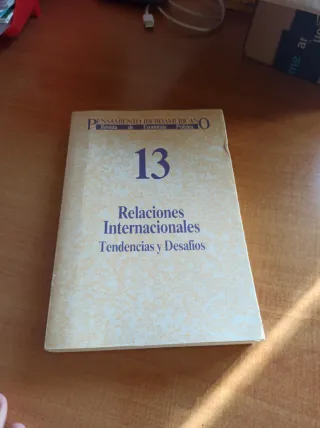 PENSAMIENTO IBEROAMERICANO
Revista de Economía Política
13
Relaciones
Internacionales
Tendencias y Desafíos